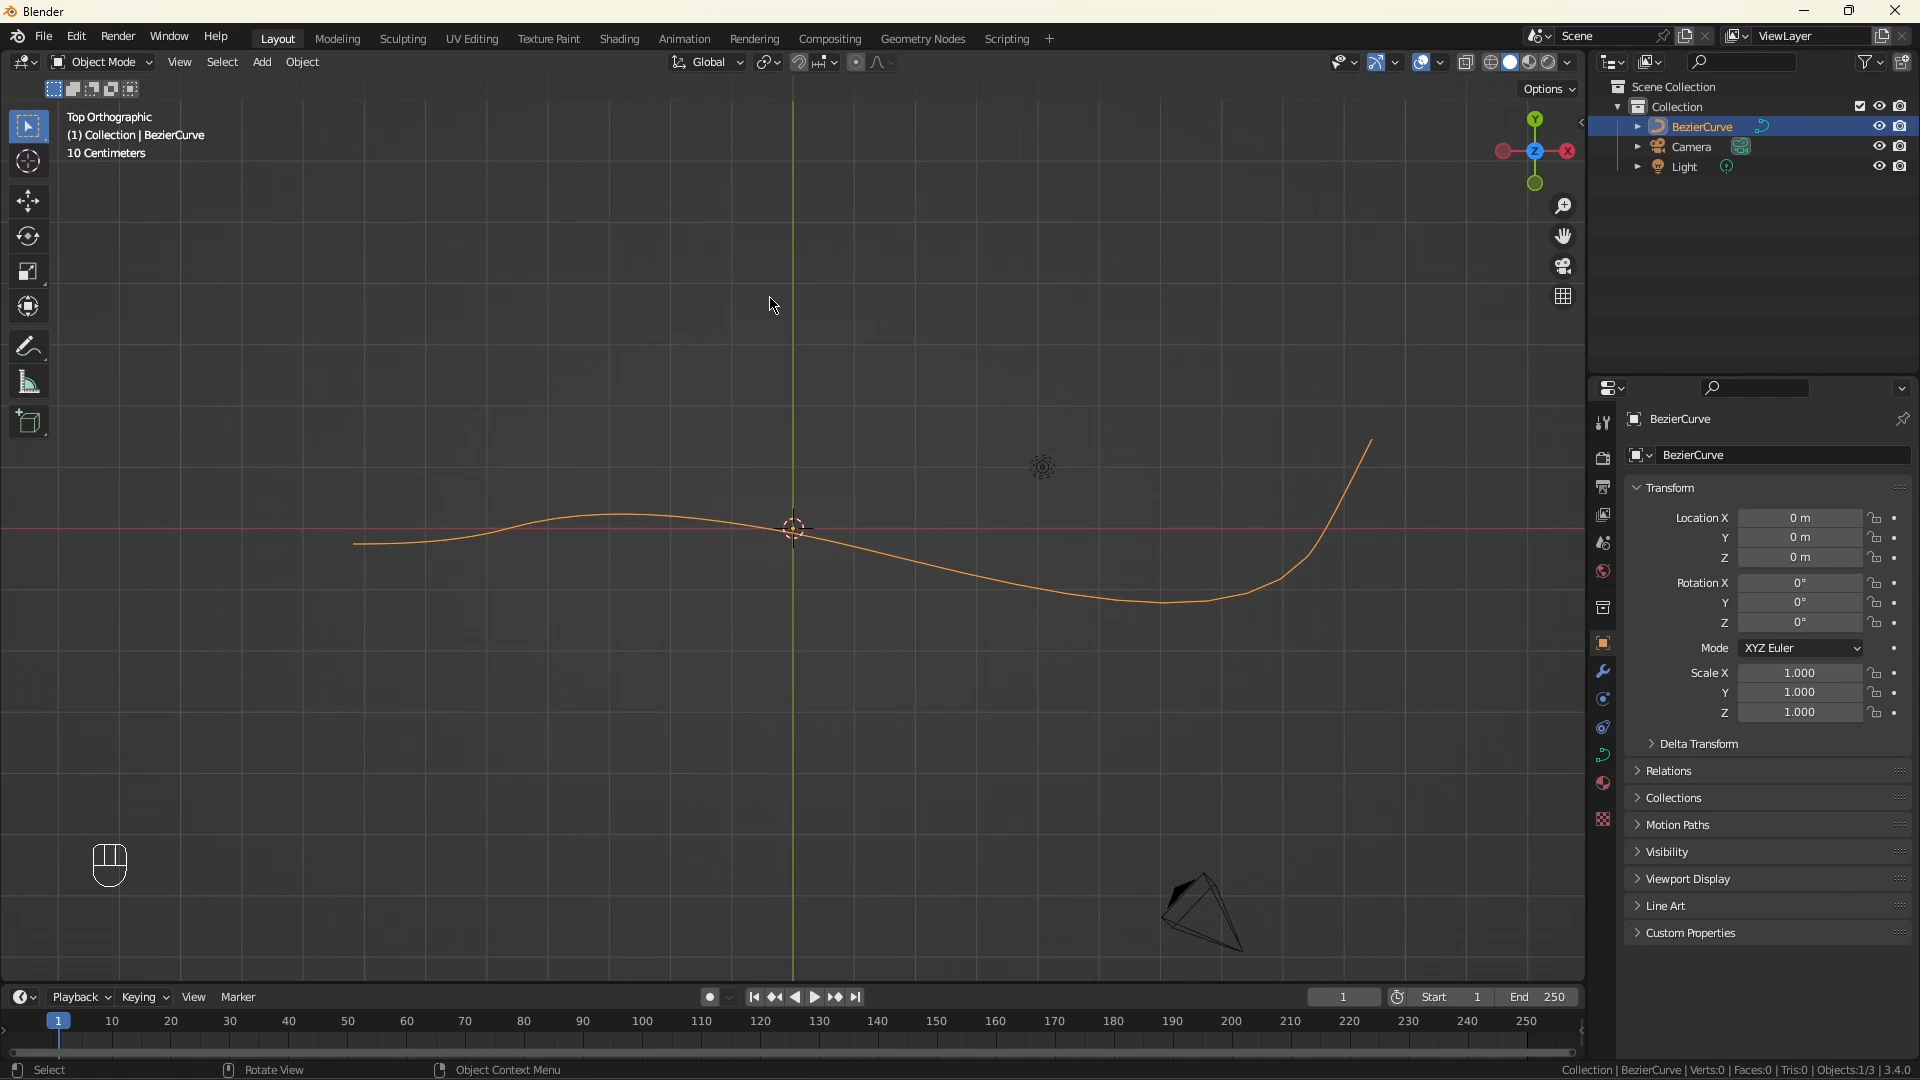 Blender
File Edit Render Window Help Layout Modeling Sculpting UV Editing Texture Paint Shading Animation Rendering Compositing Geometry Nodes Scripting + Scene ViewLayer
Object Mode View Select Add Object Global
Options
Top Orthographic
(1) Collection | BezierCurve
10 Centimeters
Y
Z X
Scene Collection
Collection
BezierCurve
Camera
Light
BezierCurve
BezierCurve
Transform
Location X 0 m
Y 0 m
Z 0 m
Rotation X 0°
Y 0°
Z 0°
Mode XYZ Euler
Scale X 1.000
Y 1.000
Z 1.000
Delta Transform
Relations
Collections
Motion Paths
Visibility
Viewport Display
Line Art
Custom Properties
Playback Keying View Marker 1 Start 1 End 250
1 10 20 30 40 50 60 70 80 90 100 110 120 130 140 150 160 170 180 190 200 210 220 230 240 250
Select Rotate View Object Context Menu Collection | BezierCurve | Verts:0 | Faces:0 | Tris:0 | Objects:1/3 | 3.4.0